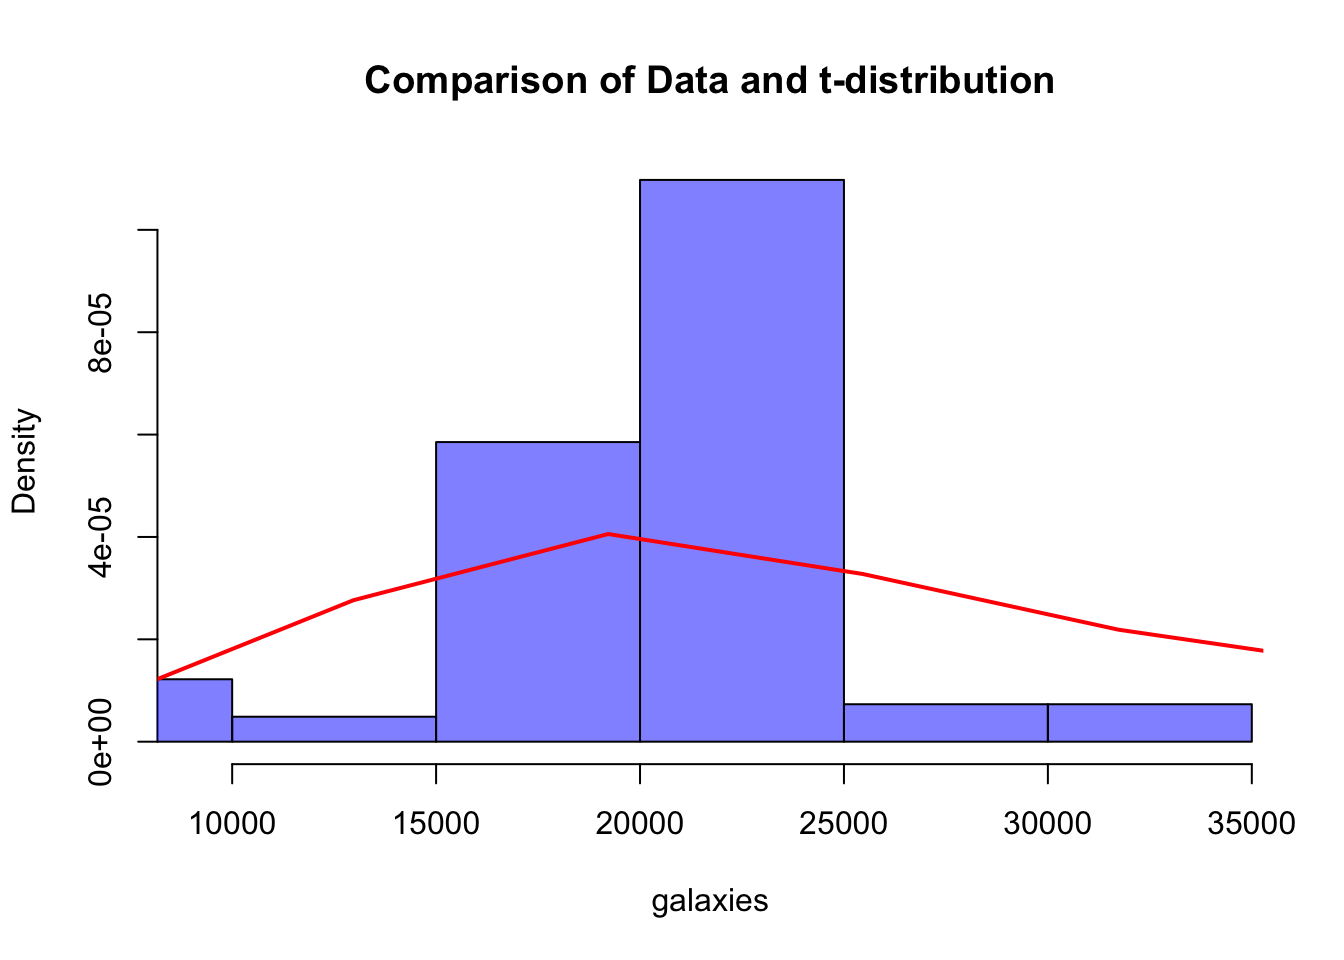 Comparison of Data and t-distribution
Density
8e-05
4e-05
0e+00
10000 15000 20000 25000 30000 35000
galaxies